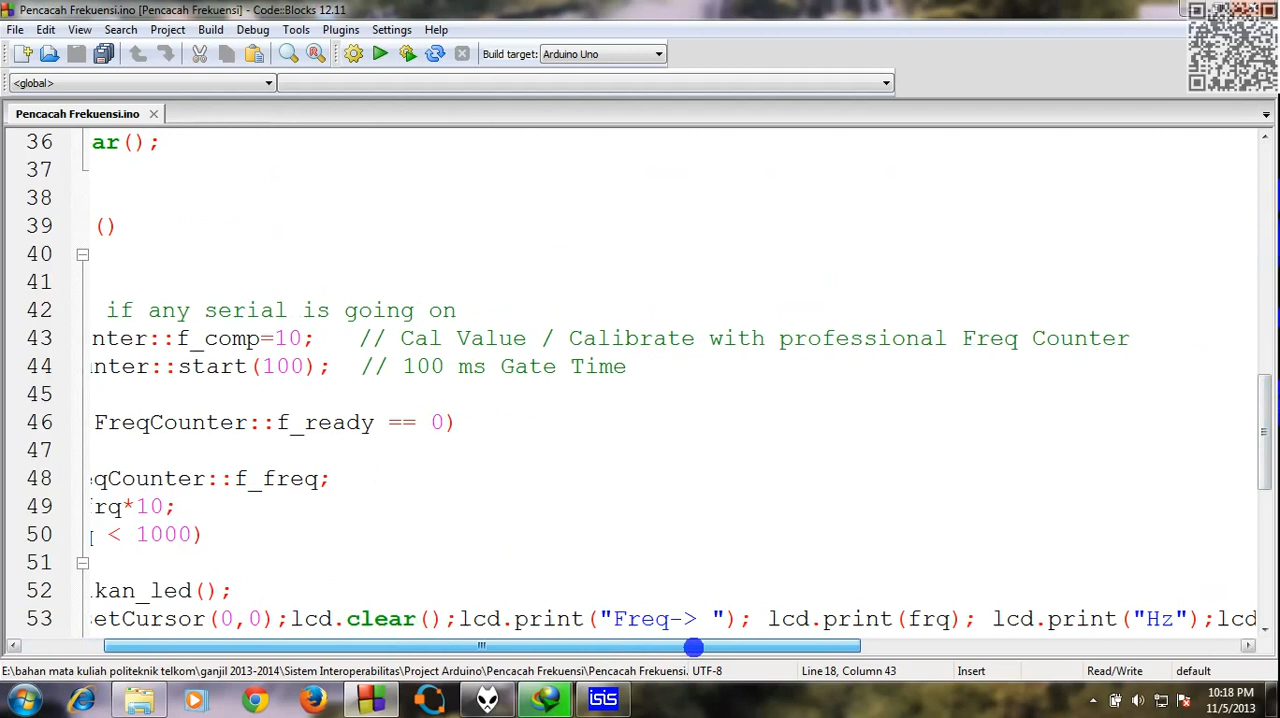 Pencacah Frekuensi.ino [Pencacah Frekuensi] - Code::Blocks 12.11
File Edit View Search Project Build Debug Tools Plugins Settings Help
Build target: Arduino Uno
<global>
Pencacah Frekuensi.ino
36 ar();
37
38
39 ()
40
41
42 if any serial is going on
43 nter::f_comp=10; // Cal Value / Calibrate with professional Freq Counter
44 nter::start(100); // 100 ms Gate Time
45
46 FreqCounter::f_ready == 0)
47
48 eqCounter::f_freq;
49 frq*10;
50 < 1000)
51
52 kan_led();
53 setCursor(0,0);lcd.clear();lcd.print("Freq-> "); lcd.print(frq); lcd.print("Hz");lcd
E:\bahan mata kuliah politeknik telkom\ganjil 2013-2014\Sistem Interoperabilitas\Project Arduino\Pencacah Frekuensi\Pencacah Frekuensi. UTF-8 Line 18, Column 43 Insert Read/Write default
isis
10:18 PM
11/5/2013